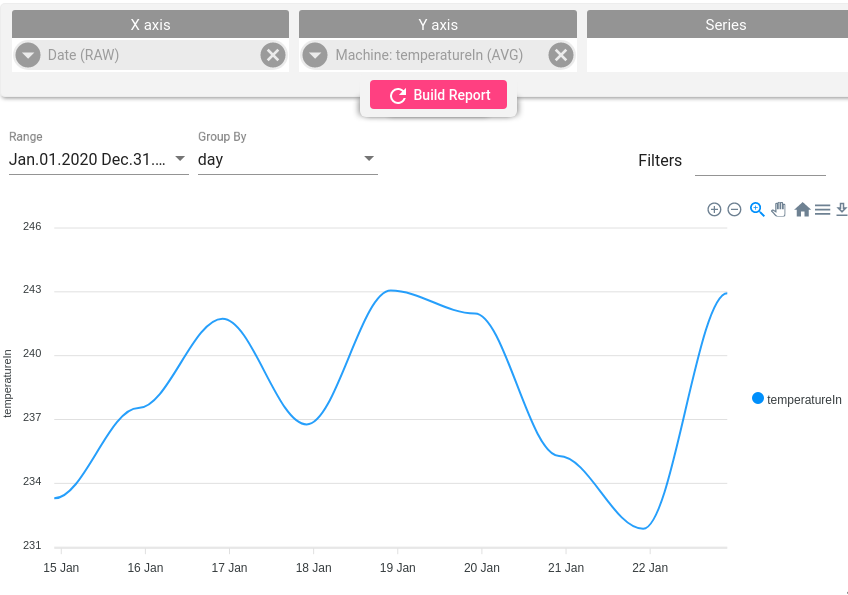 X axis Y axis Series
Date (RAW) Machine: temperatureIn (AVG)
Build Report
Range Group By
Jan.01.2020 Dec.31.... day Filters
246
243
240
237
234
231
temperatureIn
temperatureIn
15 Jan 16 Jan 17 Jan 18 Jan 19 Jan 20 Jan 21 Jan 22 Jan